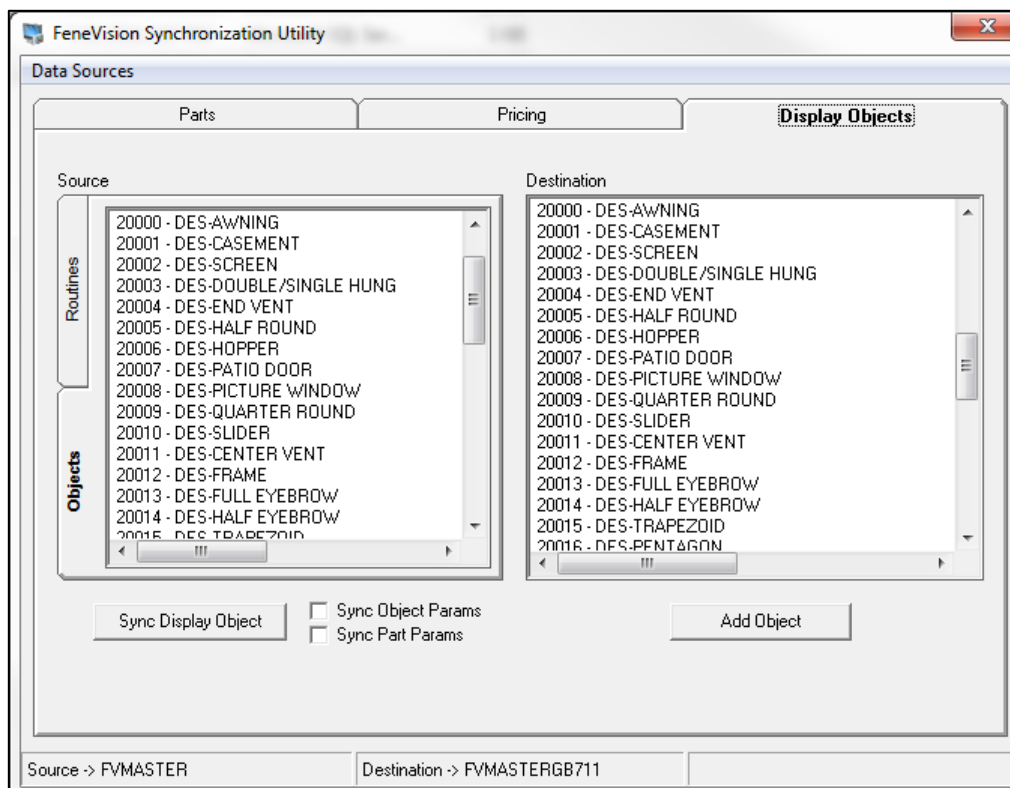 FeneVision Synchronization Utility
Data Sources
Parts
Pricing
Display Objects
Source
Routines
Objects
20000 - DES-AWNING
20001 - DES-CASEMENT
20002 - DES-SCREEN
20003 - DES-DOUBLE/SINGLE HUNG
20004 - DES-END VENT
20005 - DES-HALF ROUND
20006 - DES-HOPPER
20007 - DES-PATIO DOOR
20008 - DES-PICTURE WINDOW
20009 - DES-QUARTER ROUND
20010 - DES-SLIDER
20011 - DES-CENTER VENT
20012 - DES-FRAME
20013 - DES-FULL EYEBROW
20014 - DES-HALF EYEBROW
20015 - DES-TRAPEZOID
Destination
20000 - DES-AWNING
20001 - DES-CASEMENT
20002 - DES-SCREEN
20003 - DES-DOUBLE/SINGLE HUNG
20004 - DES-END VENT
20005 - DES-HALF ROUND
20006 - DES-HOPPER
20007 - DES-PATIO DOOR
20008 - DES-PICTURE WINDOW
20009 - DES-QUARTER ROUND
20010 - DES-SLIDER
20011 - DES-CENTER VENT
20012 - DES-FRAME
20013 - DES-FULL EYEBROW
20014 - DES-HALF EYEBROW
20015 - DES-TRAPEZOID
20016 - DES-PENTAGON
Sync Display Object
Sync Object Params
Sync Part Params
Add Object
Source -> FVMASTER
Destination -> FVMASTERGB711